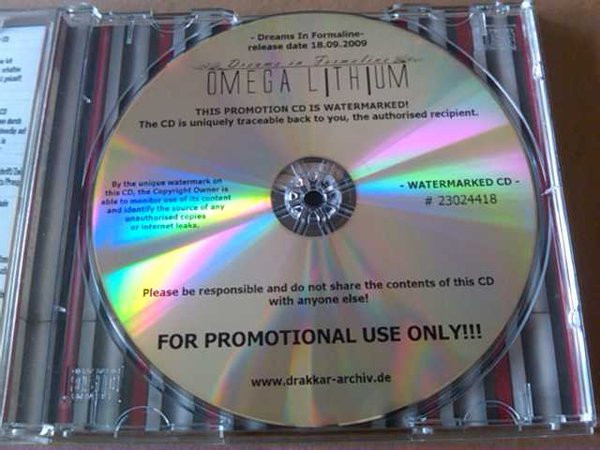 - Dreams In Formaline-
release date 18.09.2009
Dreams in Formaline
OMEGA LITHIUM
THIS PROMOTION CD IS WATERMARKED!
The CD is uniquely traceable back to you, the authorised recipient.
By the unique watermark on
this CD, the Copyright Owner is
able to monitor use of its content
and identify the source of any
unauthorised copies
or internet leaks.
- WATERMARKED CD -
# 23024418
Please be responsible and do not share the contents of this CD
with anyone else!
FOR PROMOTIONAL USE ONLY!!!
www.drakkar-archiv.de